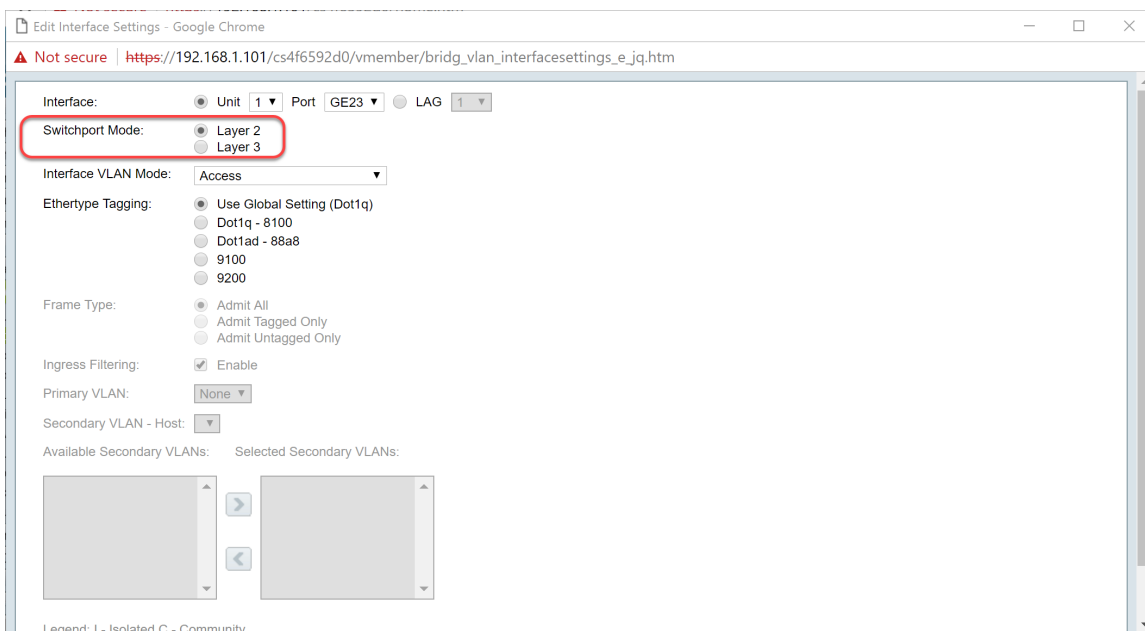 Edit Interface Settings - Google Chrome
Not secure | https://192.168.1.101/cs4f6592d0/vmember/bridg_vlan_interfacesettings_e_jq.htm
Interface: Unit 1 Port GE23 LAG 1
Switchport Mode: Layer 2
Layer 3
Interface VLAN Mode: Access
Ethertype Tagging: Use Global Setting (Dot1q)
Dot1q - 8100
Dot1ad - 88a8
9100
9200
Frame Type: Admit All
Admit Tagged Only
Admit Untagged Only
Ingress Filtering: Enable
Primary VLAN: None
Secondary VLAN - Host:
Available Secondary VLANs: Selected Secondary VLANs:
Legend: I - Isolated C - Community